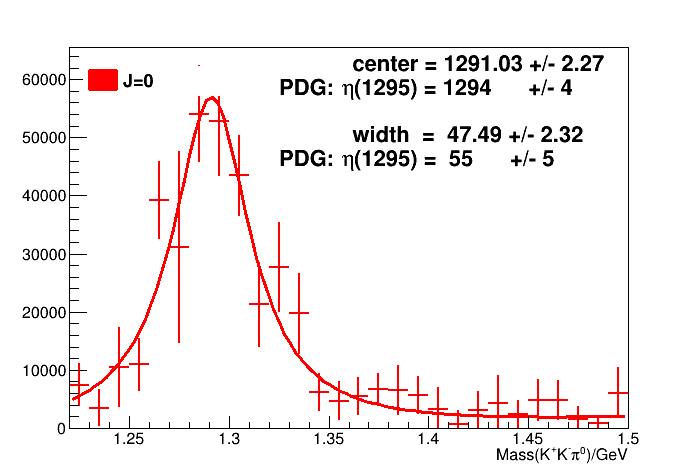 center = 1291.03 +/- 2.27
J=0
PDG: η(1295) = 1294 +/- 4
width = 47.49 +/- 2.32
PDG: η(1295) = 55 +/- 5
60000
50000
40000
30000
20000
10000
0
1.25 1.3 1.35 1.4 1.45 1.5
Mass(K⁺K⁻π⁰)/GeV